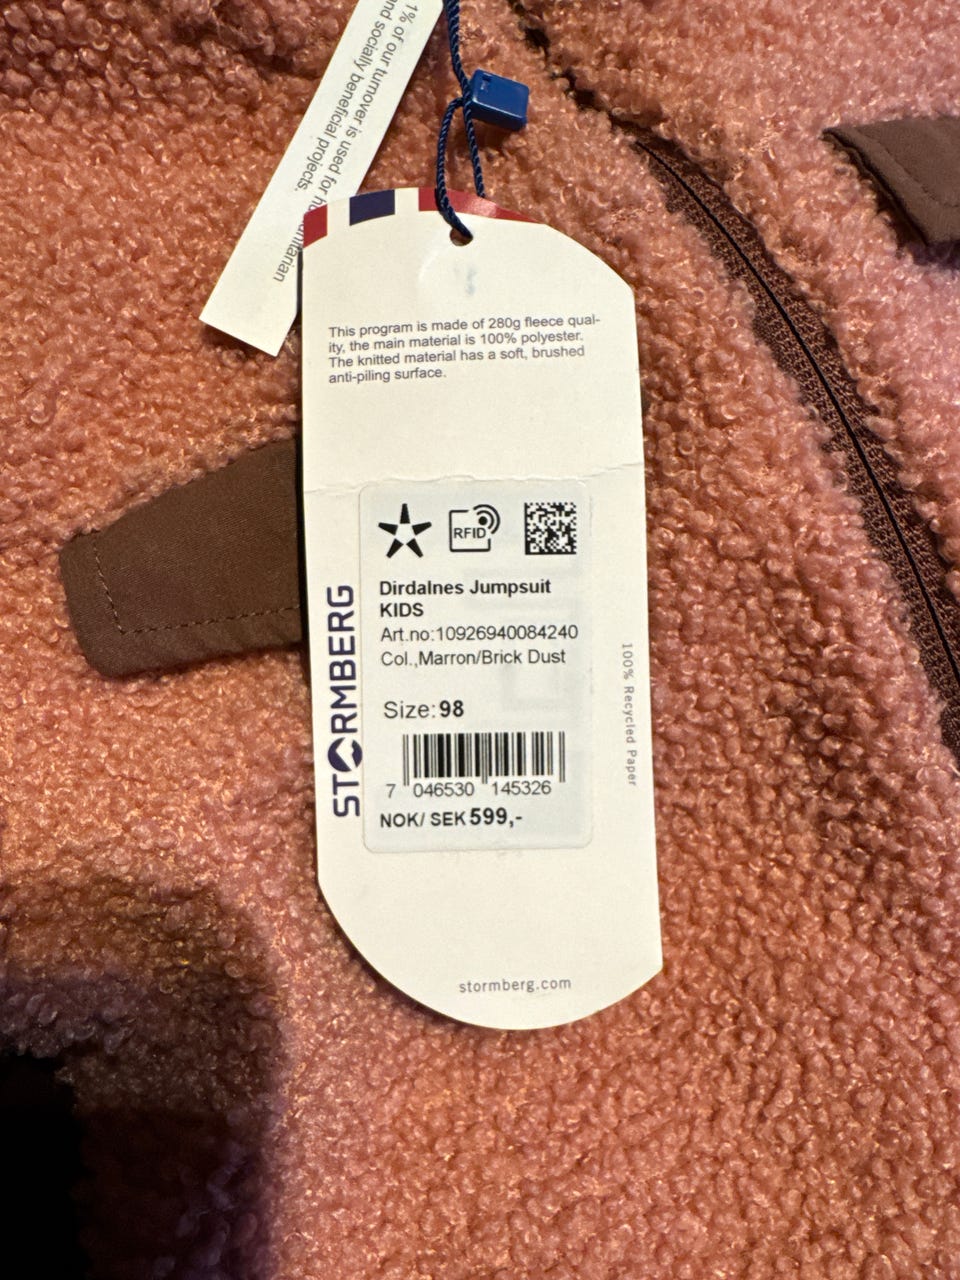 1% of our turnover is used for
and socially beneficial projects.
This program is made of 280g fleece qual-
ity, the main material is 100% polyester.
The knitted material has a soft, brushed
anti-piling surface.
RFID
Dirdalnes Jumpsuit
KIDS
Art.no:10926940084240
Col.,Marron/Brick Dust
Size:98
7 046530 145326
NOK/ SEK 599,-
STORMBERG
100% Recycled Paper
stormberg.com